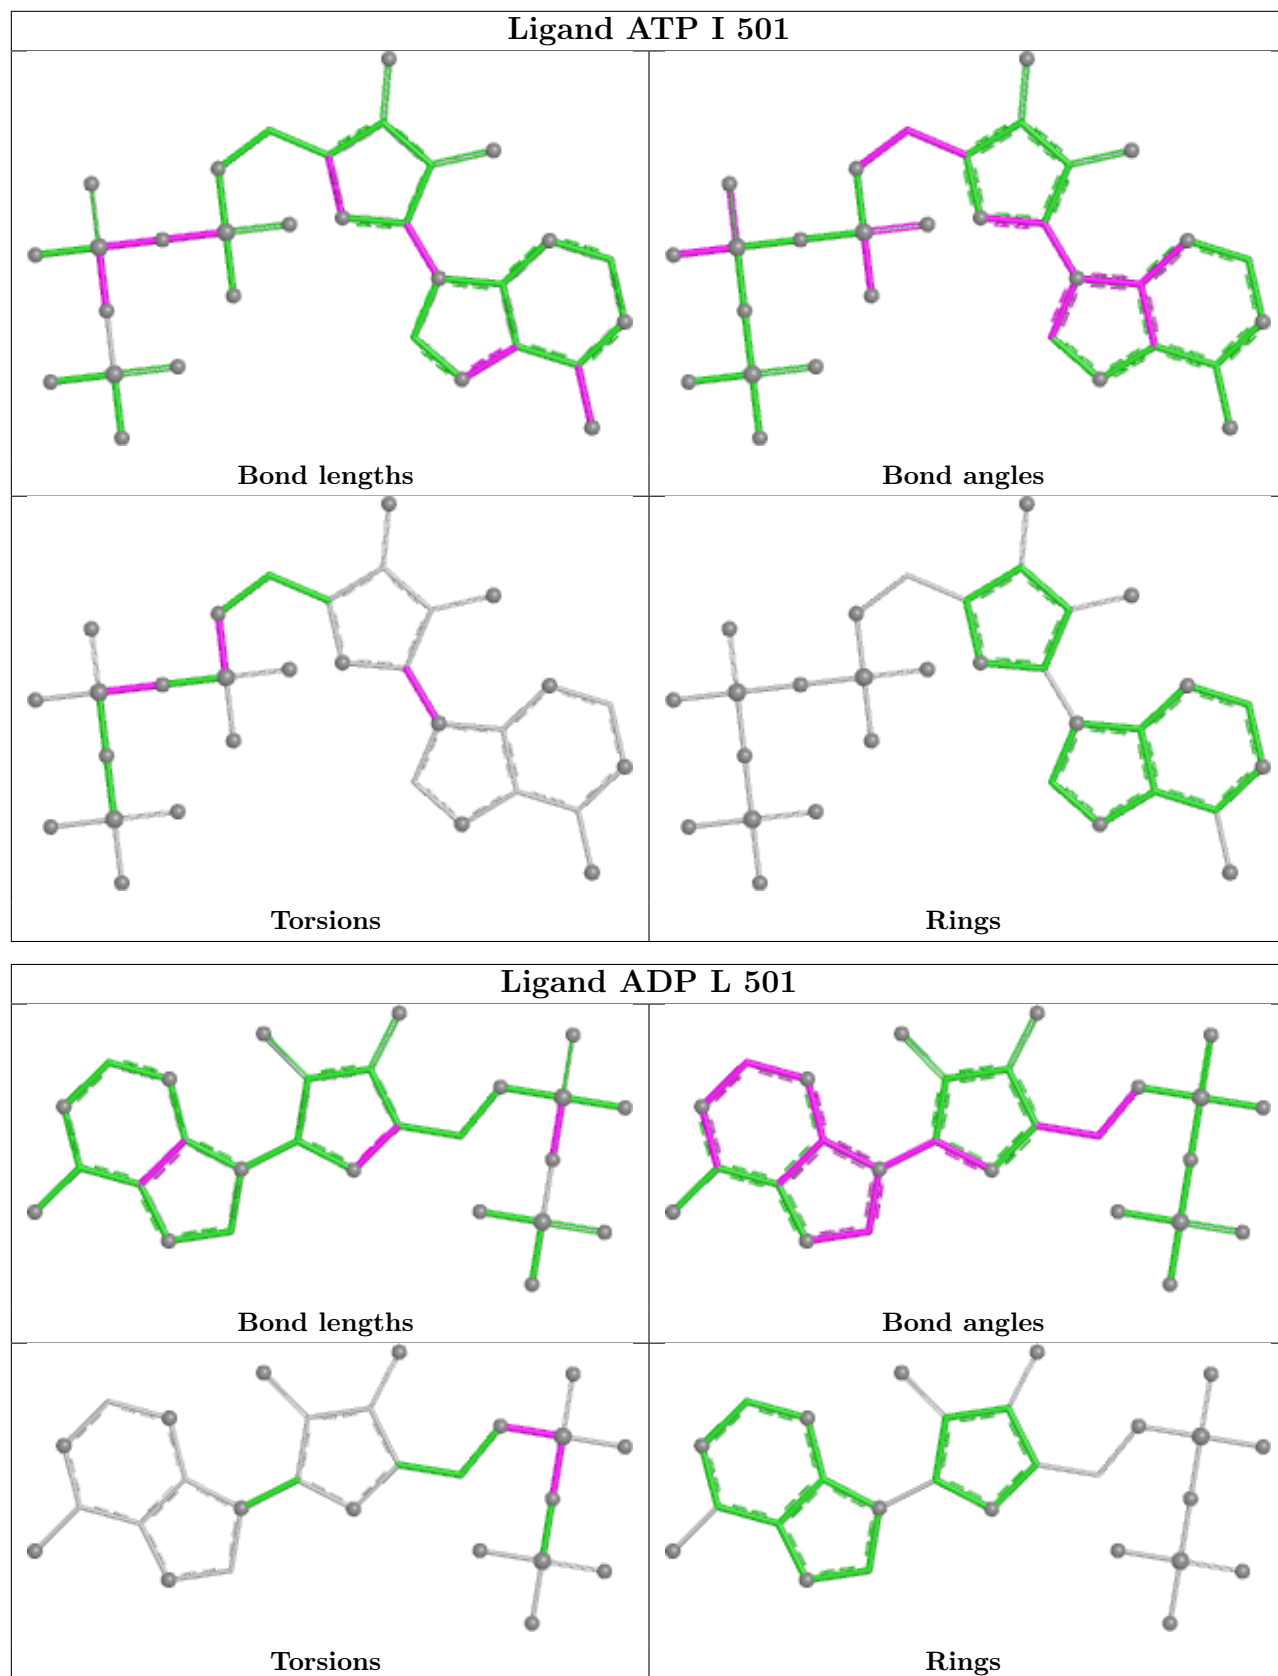 Ligand ATP I 501
Bond lengths
Bond angles
Torsions
Rings
Ligand ADP L 501
Bond lengths
Bond angles
Torsions
Rings